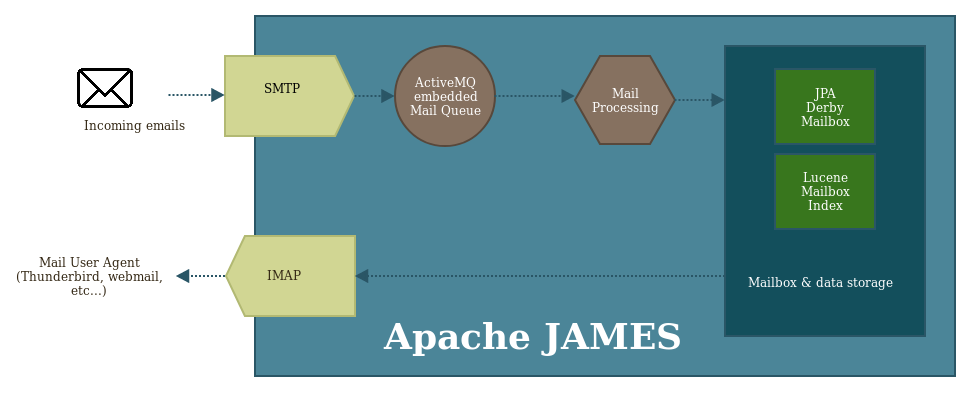 Incoming emails
SMTP
ActiveMQ
embedded
Mail Queue
Mail
Processing
JPA
Derby
Mailbox
Lucene
Mailbox
Index
Mailbox & data storage
Mail User Agent
(Thunderbird, webmail,
etc...)
IMAP
Apache JAMES